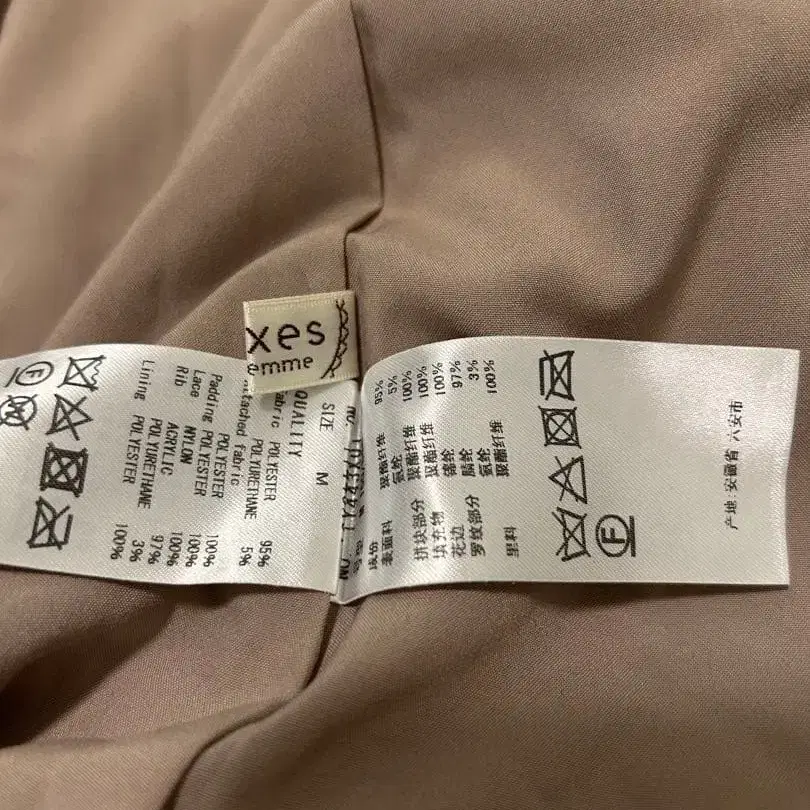 xes
emme
SIZE M
QUALITY
Fabric POLYESTER 95%
POLYURETHANE 5%
Attached fabric
POLYESTER 100%
Padding POLYESTER 100%
Lace NYLON 100%
Rib ACRYLIC 97%
POLYURETHANE 3%
Lining POLYESTER 100%
F
成份
表面料 聚酯纤维 95%
氨纶 5%
拼块部分 聚酯纤维 100%
填充物 聚酯纤维 100%
花边 锦纶 100%
罗纹部分 腈纶 97%
氨纶 3%
里料 聚酯纤维 100%
F
产地:安徽省 六安市